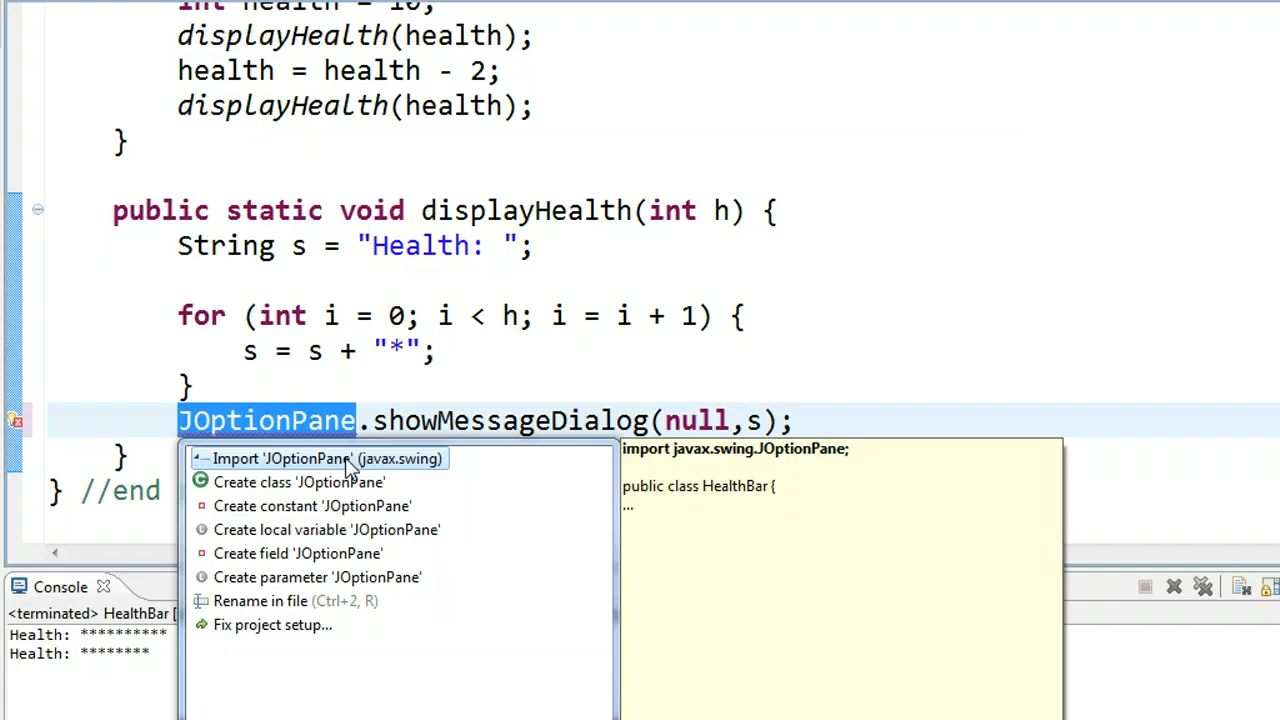 int health = 10;
displayHealth(health);
health = health - 2;
displayHealth(health);
}
public static void displayHealth(int h) {
String s = "Health: ";
for (int i = 0; i < h; i = i + 1) {
s = s + "*";
}
JOptionPane.showMessageDialog(null,s);
}
} //end
Import 'JOptionPane' (javax.swing)
Create class 'JOptionPane'
Create constant 'JOptionPane'
Create local variable 'JOptionPane'
Create field 'JOptionPane'
Create parameter 'JOptionPane'
Rename in file (Ctrl+2, R)
Fix project setup...
import javax.swing.JOptionPane;
public class HealthBar {
...
Console
<terminated> HealthBar [
Health: **********
Health: ********